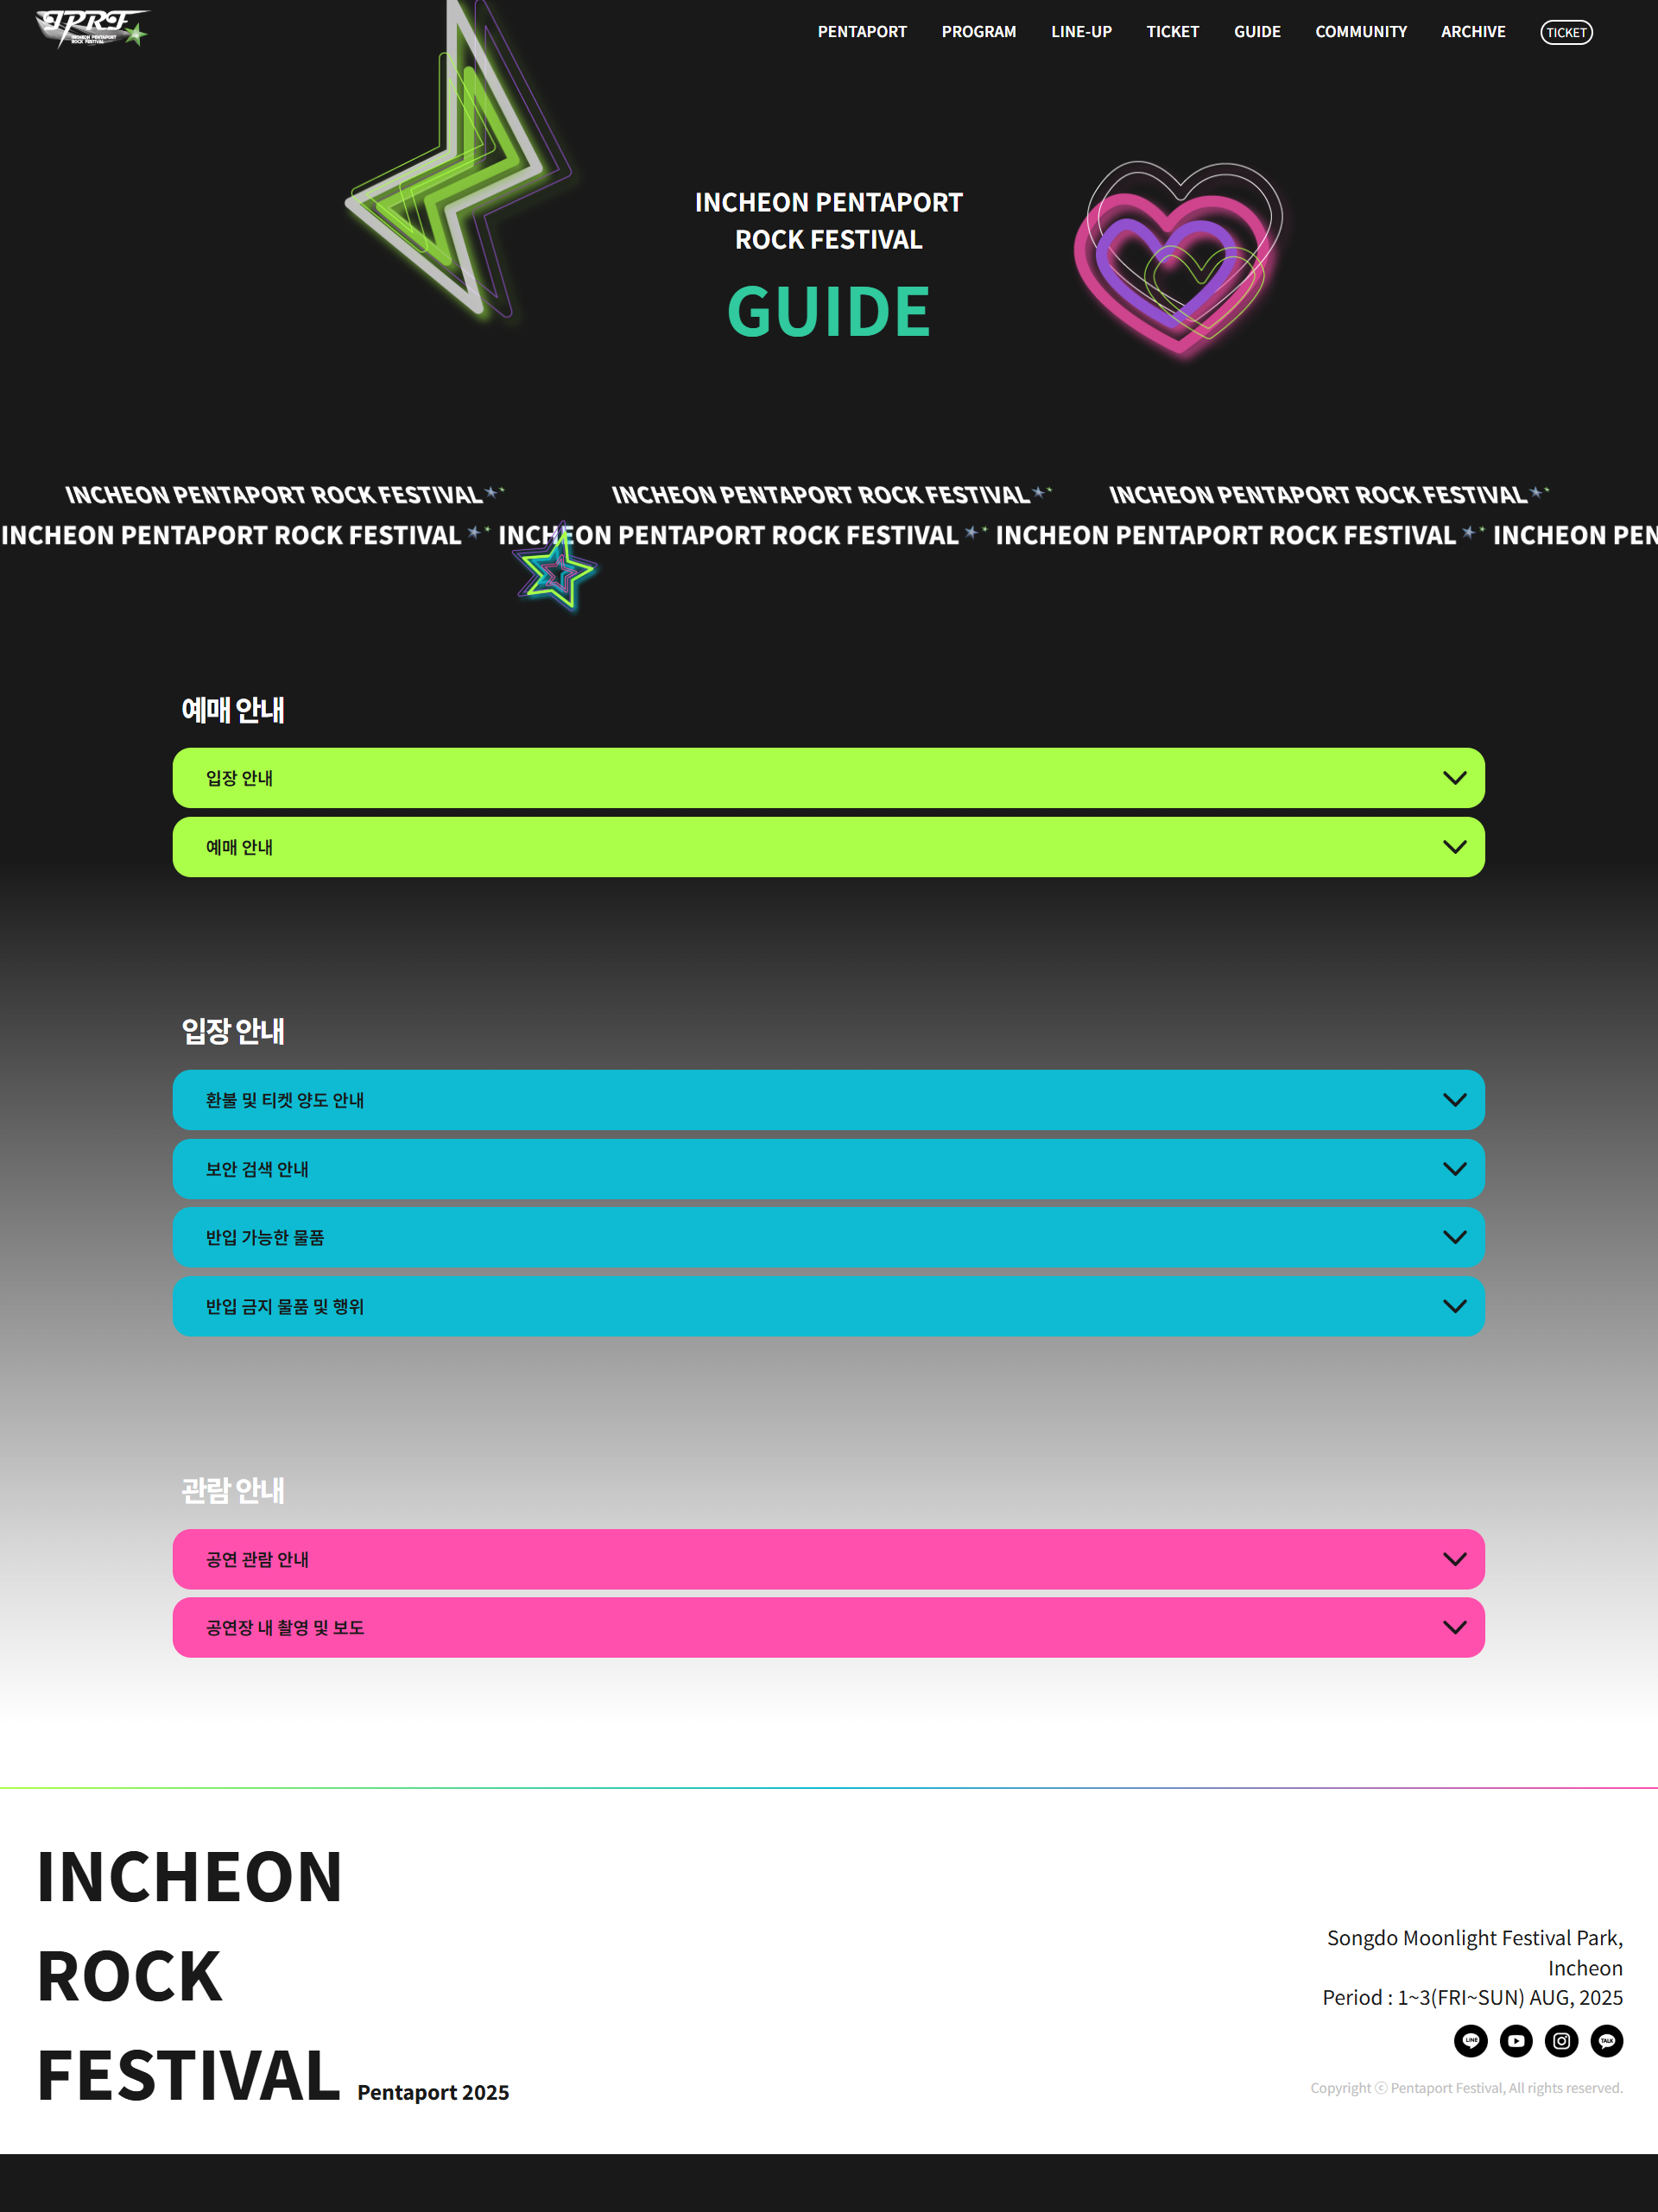 IPRF
INCHEON PENTAPORT
ROCK FESTIVAL
PENTAPORT PROGRAM LINE-UP TICKET GUIDE COMMUNITY ARCHIVE TICKET
INCHEON PENTAPORT
ROCK FESTIVAL
GUIDE
INCHEON PENTAPORT ROCK FESTIVAL INCHEON PENTAPORT ROCK FESTIVAL INCHEON PENTAPORT ROCK FESTIVAL
INCHEON PENTAPORT ROCK FESTIVAL INCHEON PENTAPORT ROCK FESTIVAL INCHEON PENTAPORT ROCK FESTIVAL INCHEON PEN
예매 안내
입장 안내
예매 안내
입장 안내
환불 및 티켓 양도 안내
보안 검색 안내
반입 가능한 물품
반입 금지 물품 및 행위
관람 안내
공연 관람 안내
공연장 내 촬영 및 보도
INCHEON
ROCK
FESTIVAL Pentaport 2025
Songdo Moonlight Festival Park,
Incheon
Period : 1~3(FRI~SUN) AUG, 2025
LINE TALK
Copyright ⓒ Pentaport Festival, All rights reserved.